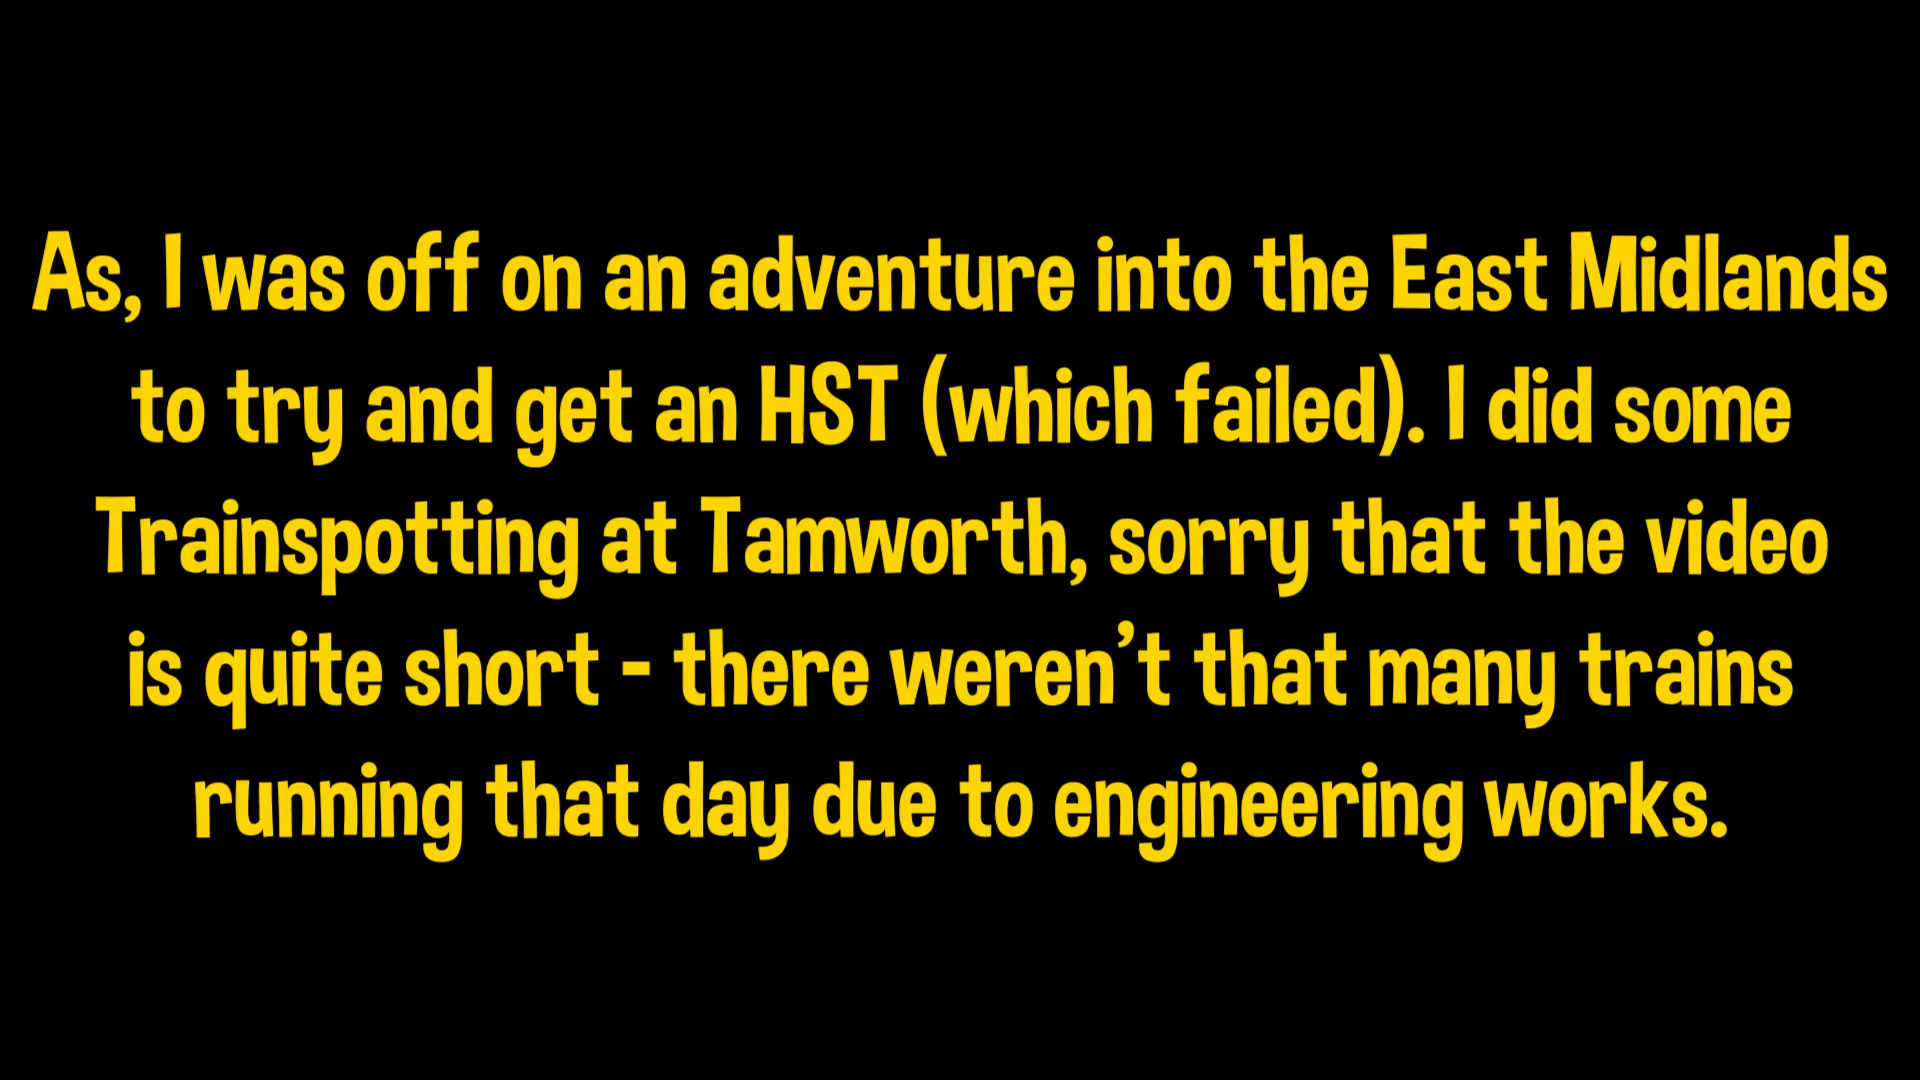 As, I was off on an adventure into the East Midlands
to try and get an HST (which failed). I did some
Trainspotting at Tamworth, sorry that the video
is quite short - there weren’t that many trains
running that day due to engineering works.